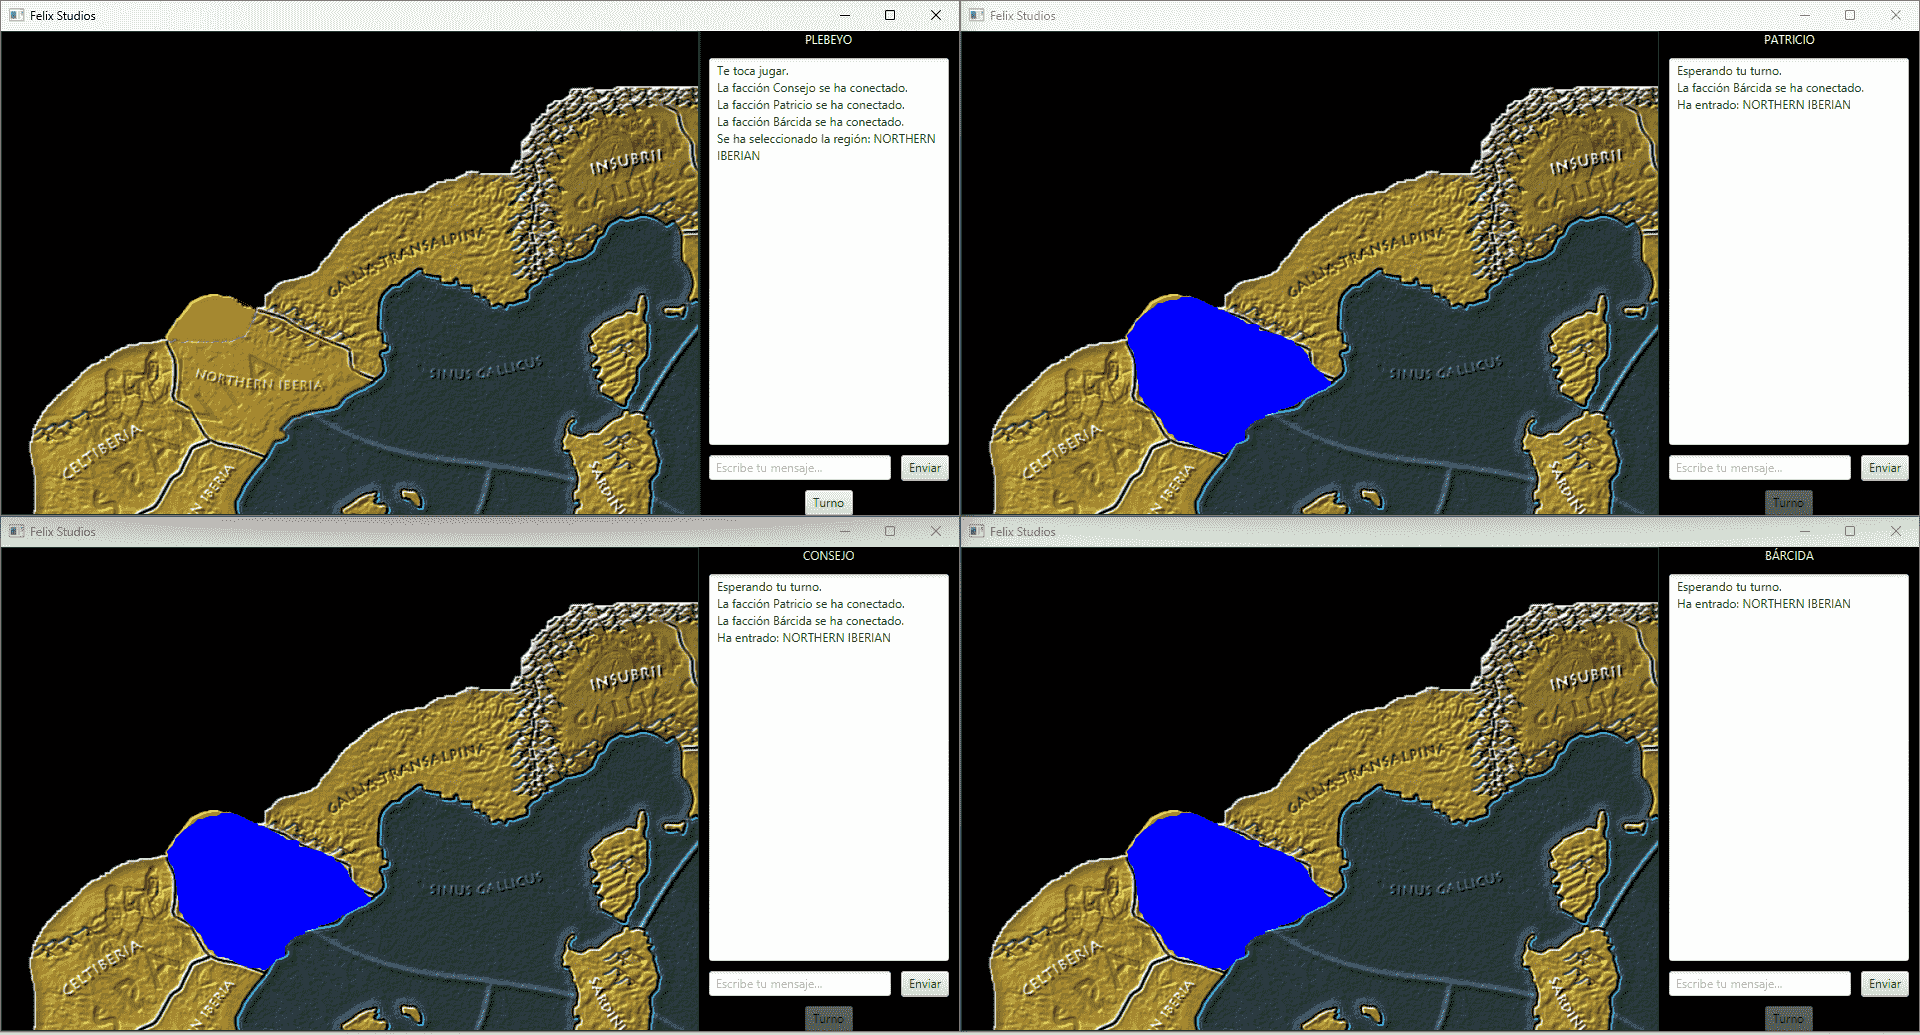 Felix Studios
PLEBEYO
Te toca jugar.
La facción Consejo se ha conectado.
La facción Patricio se ha conectado.
La facción Bárcida se ha conectado.
Se ha seleccionado la región: NORTHERN
IBERIAN
INSUBRII
GALLI
GALLIA TRANSALPINA
NORTHERN IBERIA
SINUS GALLICUS
CELTIBERIA
N IBERIA
SARDIN
Escribe tu mensaje...
Enviar
Turno
Felix Studios
PATRICIO
Esperando tu turno.
La facción Bárcida se ha conectado.
Ha entrado: NORTHERN IBERIAN
INSUBRII
GALLI
GALLIA TRANSALPINA
SINUS GALLICUS
CELTIBERIA
N IBERIA
SARDIN
Escribe tu mensaje...
Enviar
Turno
Felix Studios
CONSEJO
Esperando tu turno.
La facción Patricio se ha conectado.
La facción Bárcida se ha conectado.
Ha entrado: NORTHERN IBERIAN
INSUBRII
GALLI
GALLIA TRANSALPINA
SINUS GALLICUS
CELTIBERIA
N IBERIA
SARDIN
Escribe tu mensaje...
Enviar
Turno
Felix Studios
BÁRCIDA
Esperando tu turno.
Ha entrado: NORTHERN IBERIAN
INSUBRII
GALLI
GALLIA TRANSALPINA
SINUS GALLICUS
CELTIBERIA
N IBERIA
SARDIN
Escribe tu mensaje...
Enviar
Turno